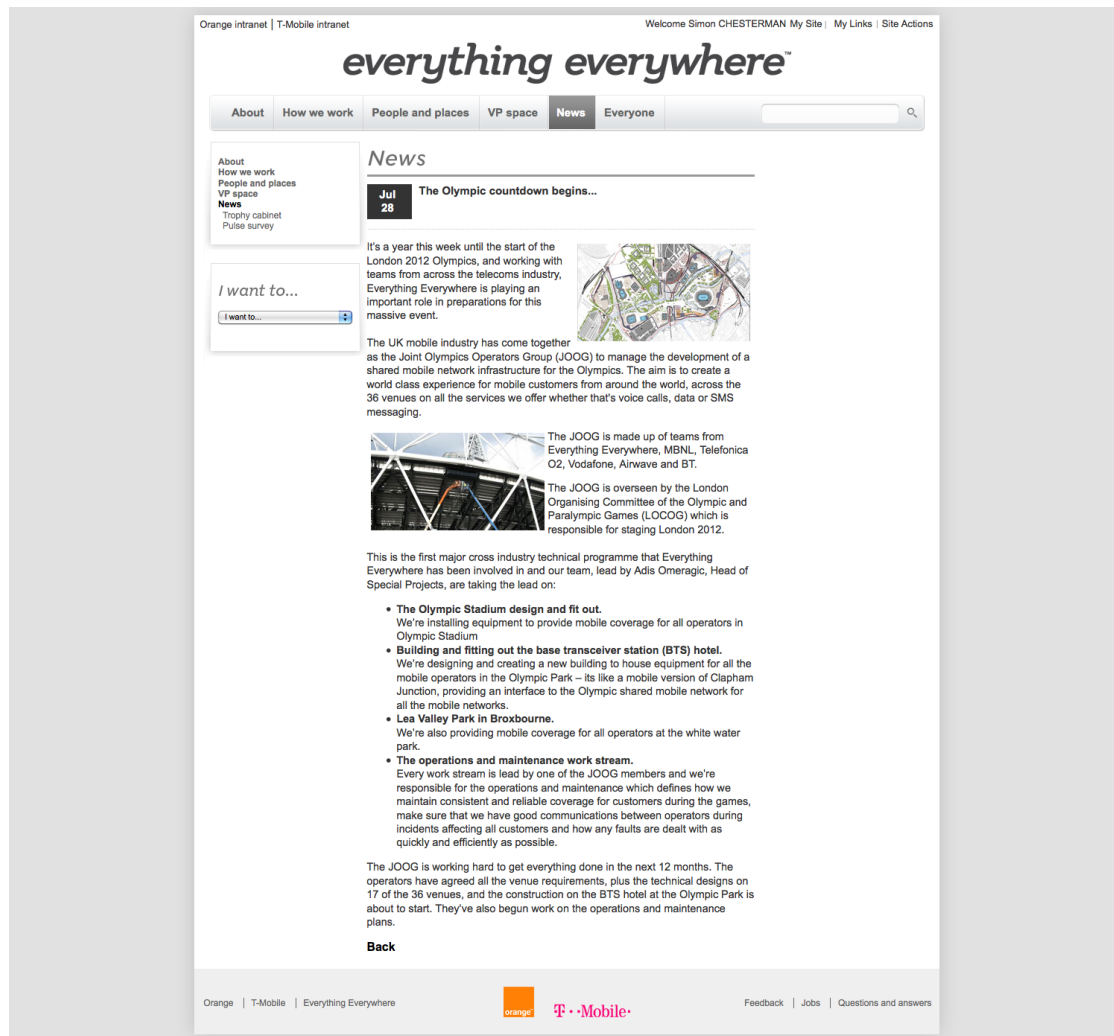 Orange intranet | T-Mobile intranet
Welcome Simon CHESTERMAN My Site | My Links | Site Actions
everything everywhere™
About How we work People and places VP space News Everyone
About
How we work
People and places
VP space
News
Trophy cabinet
Pulse survey
I want to...
I want to...
News
Jul
28
The Olympic countdown begins...
It's a year this week until the start of the
London 2012 Olympics, and working with
teams from across the telecoms industry,
Everything Everywhere is playing an
important role in preparations for this
massive event.
The UK mobile industry has come together
as the Joint Olympics Operators Group (JOOG) to manage the development of a
shared mobile network infrastructure for the Olympics. The aim is to create a
world class experience for mobile customers from around the world, across the
36 venues on all the services we offer whether that's voice calls, data or SMS
messaging.
The JOOG is made up of teams from
Everything Everywhere, MBNL, Telefonica
O2, Vodafone, Airwave and BT.
The JOOG is overseen by the London
Organising Committee of the Olympic and
Paralympic Games (LOCOG) which is
responsible for staging London 2012.
This is the first major cross industry technical programme that Everything
Everywhere has been involved in and our team, lead by Adis Omeragic, Head of
Special Projects, are taking the lead on:
• The Olympic Stadium design and fit out.
We're installing equipment to provide mobile coverage for all operators in
Olympic Stadium
• Building and fitting out the base transceiver station (BTS) hotel.
We're designing and creating a new building to house equipment for all the
mobile operators in the Olympic Park – its like a mobile version of Clapham
Junction, providing an interface to the Olympic shared mobile network for
all the mobile networks.
• Lea Valley Park in Broxbourne.
We're also providing mobile coverage for all operators at the white water
park.
• The operations and maintenance work stream.
Every work stream is lead by one of the JOOG members and we're
responsible for the operations and maintenance which defines how we
maintain consistent and reliable coverage for customers during the games,
make sure that we have good communications between operators during
incidents affecting all customers and how any faults are dealt with as
quickly and efficiently as possible.
The JOOG is working hard to get everything done in the next 12 months. The
operators have agreed all the venue requirements, plus the technical designs on
17 of the 36 venues, and the construction on the BTS hotel at the Olympic Park is
about to start. They've also begun work on the operations and maintenance
plans.
Back
Orange | T-Mobile | Everything Everywhere
orange™
T··Mobile·
Feedback | Jobs | Questions and answers